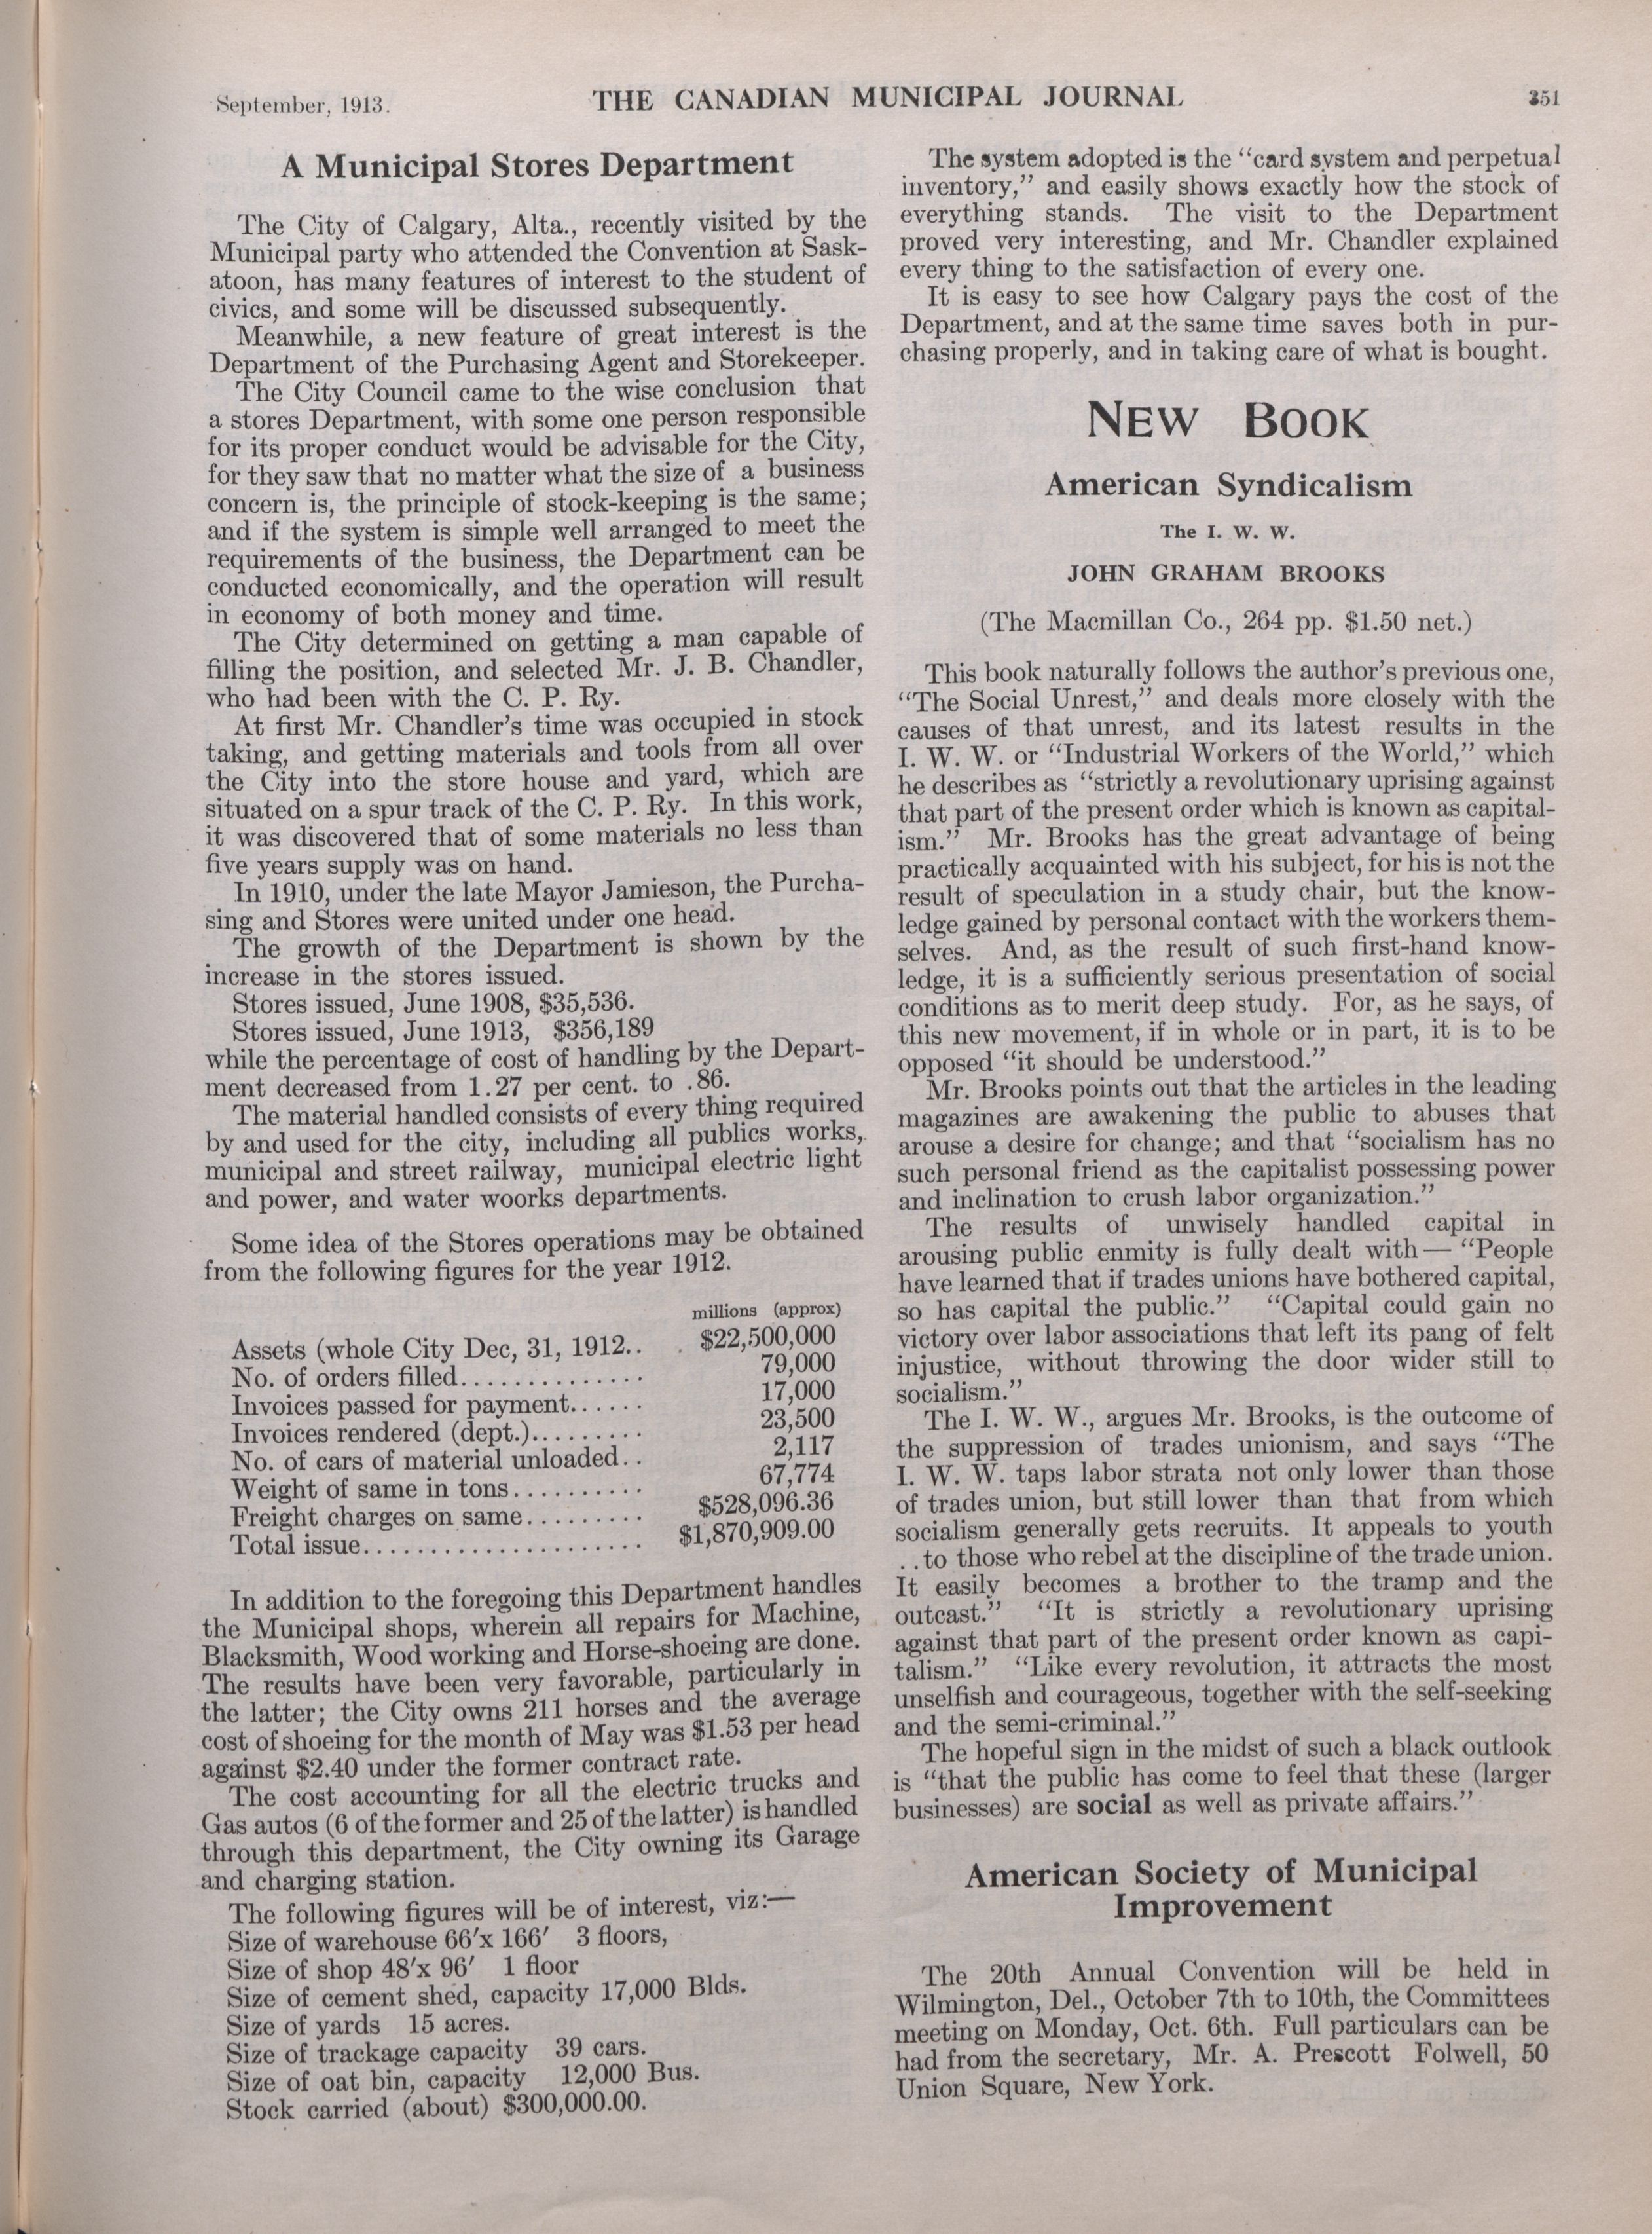 September, 1913.
THE CANADIAN MUNICIPAL JOURNAL
351
A Municipal Stores Department
The City of Calgary, Alta., recently visited by the
Municipal party who attended the Convention at Sask-
atoon, has many features of interest to the student of
civics, and some will be discussed subsequently.
Meanwhile, a new feature of great interest is the
Department of the Purchasing Agent and Storekeeper.
The City Council came to the wise conclusion that
a stores Department, with some one person responsible
for its proper conduct would be advisable for the City,
for they saw that no matter what the size of a business
concern is, the principle of stock-keeping is the same;
and if the system is simple well arranged to meet the
requirements of the business, the Department can be
conducted economically, and the operation will result
in economy of both money and time.
The City determined on getting a man capable of
filling the position, and selected Mr. J. B. Chandler,
who had been with the C. P. Ry.
At first Mr. Chandler's time was occupied in stock
taking, and getting materials and tools from all over
the City into the store house and yard, which are
situated on a spur track of the C. P. Ry. In this work,
it was discovered that of some materials no less than
five years supply was on hand.
In 1910, under the late Mayor Jamieson, the Purcha-
sing and Stores were united under one head.
The growth of the Department is shown by the
increase in the stores issued.
Stores issued, June 1908, $35,536.
Stores issued, June 1913, $356,189
while the percentage of cost of handling by the Depart-
ment decreased from 1.27 per cent. to .86.
The material handled consists of every thing required
by and used for the city, including all publics works,
municipal and street railway, municipal electric light
and power, and water woorks departments.
Some idea of the Stores operations may be obtained
from the following figures for the year 1912.
millions (approx)
Assets (whole City Dec, 31, 1912.. $22,500,000
No. of orders filled.............. 79,000
Invoices passed for payment...... 17,000
Invoices rendered (dept.)......... 23,500
No. of cars of material unloaded.. 2,117
Weight of same in tons.......... 67,774
Freight charges on same......... $528,096.36
Total issue..................... $1,870,909.00
In addition to the foregoing this Department handles
the Municipal shops, wherein all repairs for Machine,
Blacksmith, Wood working and Horse-shoeing are done.
The results have been very favorable, particularly in
the latter; the City owns 211 horses and the average
cost of shoeing for the month of May was $1.53 per head
against $2.40 under the former contract rate.
The cost accounting for all the electric trucks and
Gas autos (6 of the former and 25 of the latter) is handled
through this department, the City owning its Garage
and charging station.
The following figures will be of interest, viz:—
Size of warehouse 66'x 166' 3 floors,
Size of shop 48'x 96' 1 floor
Size of cement shed, capacity 17,000 Blds.
Size of yards 15 acres.
Size of trackage capacity 39 cars.
Size of oat bin, capacity 12,000 Bus.
Stock carried (about) $300,000.00.
The system adopted is the "card system and perpetual
inventory," and easily shows exactly how the stock of
everything stands. The visit to the Department
proved very interesting, and Mr. Chandler explained
every thing to the satisfaction of every one.
It is easy to see how Calgary pays the cost of the
Department, and at the same time saves both in pur-
chasing properly, and in taking care of what is bought.
NEW BOOK
American Syndicalism
The I. W. W.
JOHN GRAHAM BROOKS
(The Macmillan Co., 264 pp. $1.50 net.)
This book naturally follows the author's previous one,
"The Social Unrest," and deals more closely with the
causes of that unrest, and its latest results in the
I. W. W. or "Industrial Workers of the World," which
he describes as "strictly a revolutionary uprising against
that part of the present order which is known as capital-
ism." Mr. Brooks has the great advantage of being
practically acquainted with his subject, for his is not the
result of speculation in a study chair, but the know-
ledge gained by personal contact with the workers them-
selves. And, as the result of such first-hand know-
ledge, it is a sufficiently serious presentation of social
conditions as to merit deep study. For, as he says, of
this new movement, if in whole or in part, it is to be
opposed "it should be understood."
Mr. Brooks points out that the articles in the leading
magazines are awakening the public to abuses that
arouse a desire for change; and that "socialism has no
such personal friend as the capitalist possessing power
and inclination to crush labor organization."
The results of unwisely handled capital in
arousing public enmity is fully dealt with— "People
have learned that if trades unions have bothered capital,
so has capital the public." "Capital could gain no
victory over labor associations that left its pang of felt
injustice, without throwing the door wider still to
socialism."
The I. W. W., argues Mr. Brooks, is the outcome of
the suppression of trades unionism, and says "The
I. W. W. taps labor strata not only lower than those
of trades union, but still lower than that from which
socialism generally gets recruits. It appeals to youth
..to those who rebel at the discipline of the trade union.
It easily becomes a brother to the tramp and the
outcast." "It is strictly a revolutionary uprising
against that part of the present order known as capi-
talism." "Like every revolution, it attracts the most
unselfish and courageous, together with the self-seeking
and the semi-criminal."
The hopeful sign in the midst of such a black outlook
is "that the public has come to feel that these (larger
businesses) are social as well as private affairs."
American Society of Municipal
Improvement
The 20th Annual Convention will be held in
Wilmington, Del., October 7th to 10th, the Committees
meeting on Monday, Oct. 6th. Full particulars can be
had from the secretary, Mr. A. Prescott Folwell, 50
Union Square, New York.